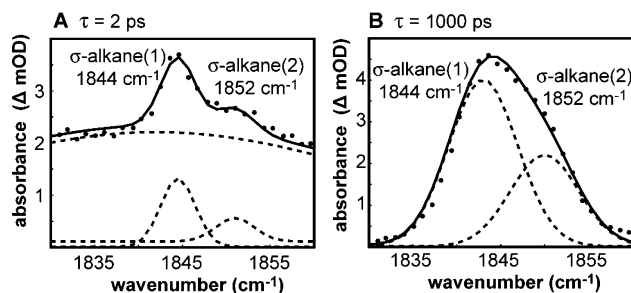 A τ = 2 ps
B τ = 1000 ps
absorbance (Δ mOD)
3
2
1
σ-alkane(1)
1844 cm⁻¹
σ-alkane(2)
1852 cm⁻¹
1835 1845 1855
wavenumber (cm⁻¹)
absorbance (Δ mOD)
4
3
2
1
σ-alkane(1)
1844 cm⁻¹
σ-alkane(2)
1852 cm⁻¹
1835 1845 1855
wavenumber (cm⁻¹)